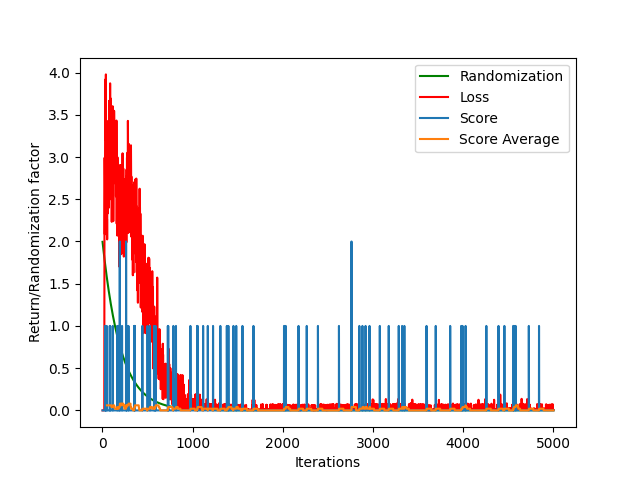 Randomization
Loss
Score
Score Average
4.0
3.5
3.0
2.5
2.0
1.5
1.0
0.5
0.0
Return/Randomization factor
0 1000 2000 3000 4000 5000
Iterations